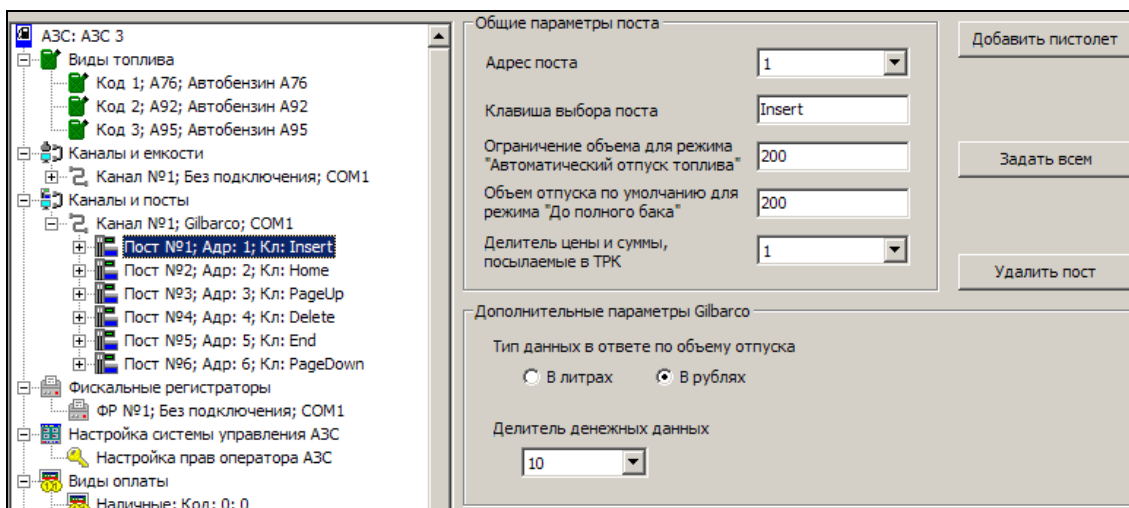 АЗС: АЗС 3
Виды топлива
Код 1; А76; Автобензин А76
Код 2; А92; Автобензин А92
Код 3; А95; Автобензин А95
Каналы и емкости
Канал №1; Без подключения; COM1
Каналы и посты
Канал №1; Gilbarco; COM1
Пост №1; Адр: 1; Кл: Insert
Пост №2; Адр: 2; Кл: Home
Пост №3; Адр: 3; Кл: PageUp
Пост №4; Адр: 4; Кл: Delete
Пост №5; Адр: 5; Кл: End
Пост №6; Адр: 6; Кл: PageDown
Фискальные регистраторы
ФР №1; Без подключения; COM1
Настройка системы управления АЗС
Настройка прав оператора АЗС
Виды оплаты
Наличные; Код: 0; 0
Общие параметры поста
Адрес поста
1
Клавиша выбора поста
Insert
Ограничение объема для режима
"Автоматический отпуск топлива"
200
Объем отпуска по умолчанию для
режима "До полного бака"
200
Делитель цены и суммы,
посылаемые в ТРК
1
Дополнительные параметры Gilbarco
Тип данных в ответе по объему отпуска
В литрах
В рублях
Делитель денежных данных
10
Добавить пистолет
Задать всем
Удалить пост